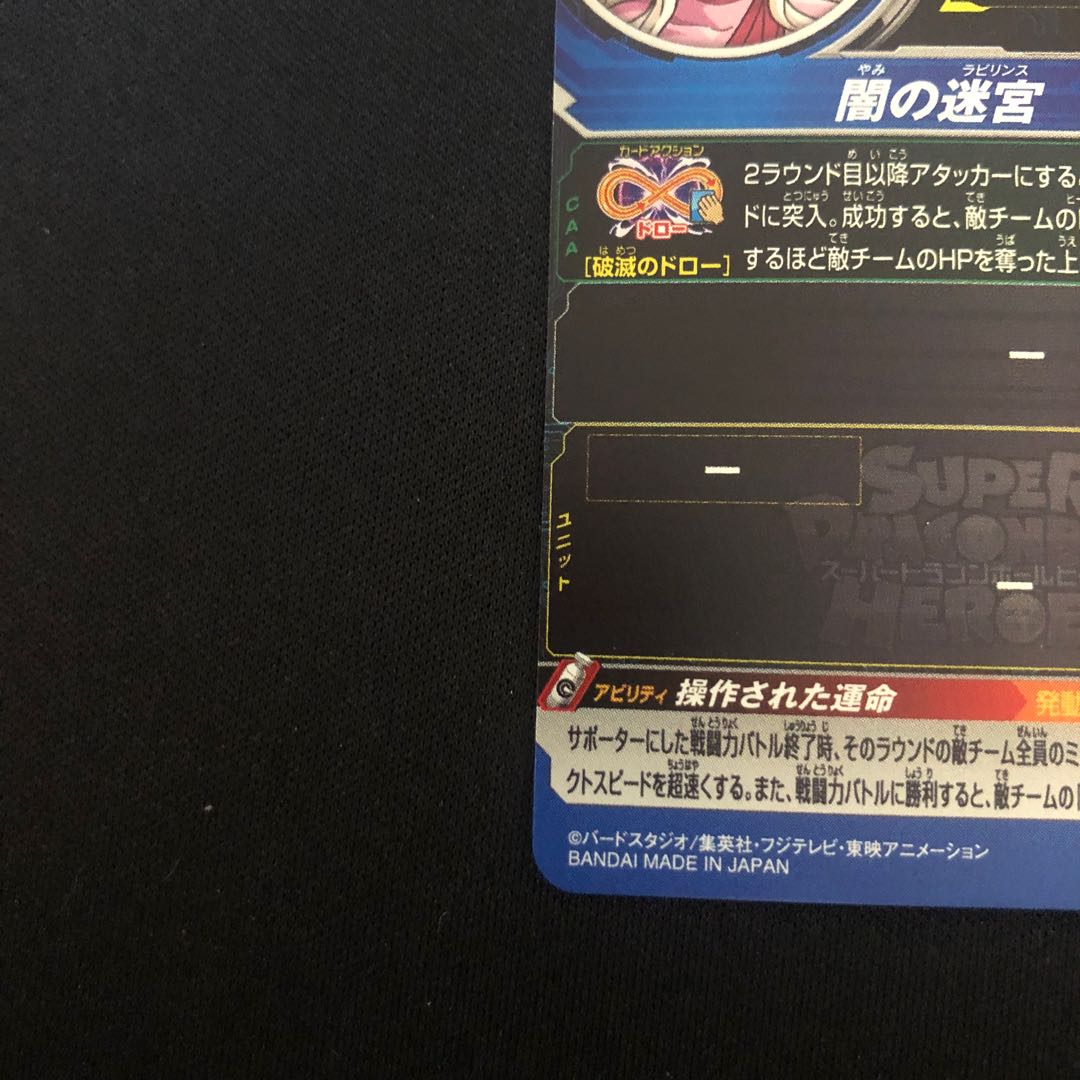 やみ ラビリンス
闇の迷宮
カードアクション
ドロー
CAA
はめつ
[破滅のドロー]
めいこう
2ラウンド目以降アタッカーにする
とつにゅう せいこう てき
ドに突入。成功すると、敵チームの
てき うば うえ
するほど敵チームのHPを奪った上
—
—
ユニット
SUPER
DRAGONB
スーパードラゴンボールヒ
HEROE
—
アビリティ 操作された運命 発動
せんとうりょく しゅうりょうじ てき ぜんいん
サポーターにした戦闘力バトル終了時、そのラウンドの敵チーム全員のミ
ちょうはや せんとうりょく しょうり てき
クトスピードを超速くする。また、戦闘力バトルに勝利すると、敵チームの
©バードスタジオ/集英社・フジテレビ・東映アニメーション
BANDAI MADE IN JAPAN